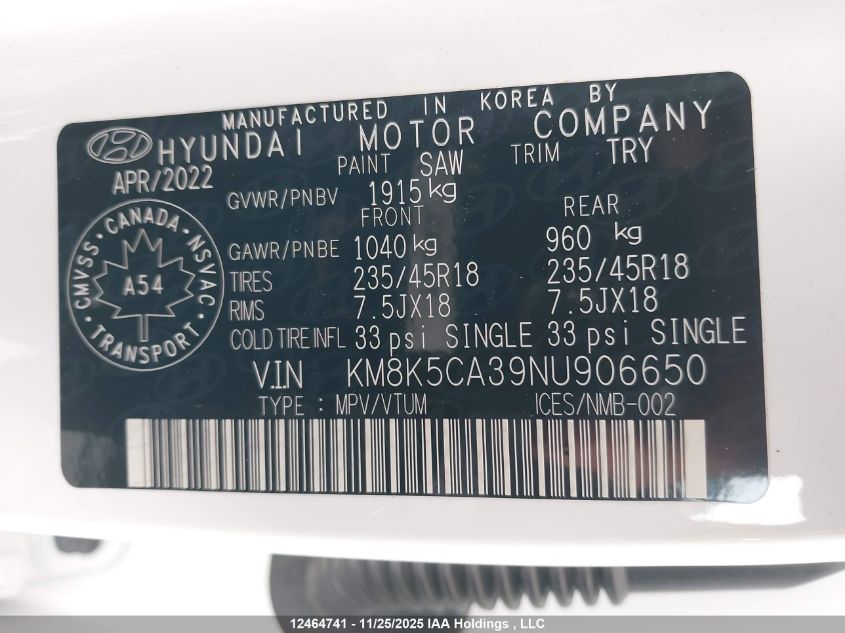 MANUFACTURED IN KOREA BY
HYUNDAI MOTOR COMPANY
APR/2022 PAINT SAW TRIM TRY
GVWR/PNBV 1915 kg
FRONT REAR
GAWR/PNBE 1040 kg 960 kg
TIRES 235/45R18 235/45R18
RIMS 7.5JX18 7.5JX18
COLD TIRE INFL 33 psi SINGLE 33 psi SINGLE
V.I.N KM8K5CA39NU906650
TYPE : MPV/VTUM ICES/NMB-002
CMVSS · CANADA · NSVAC · TRANSPORT ·
A54
12464741 - 11/25/2025 IAA Holdings , LLC